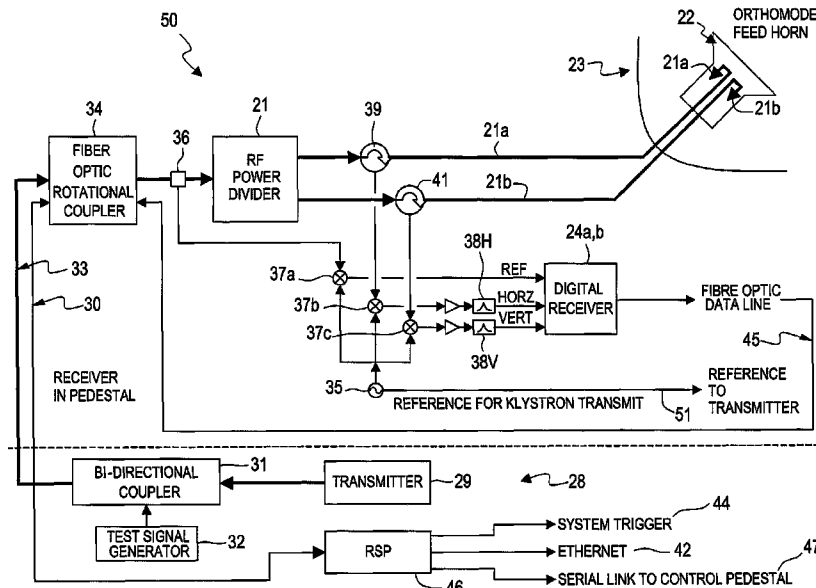 50
ORTHOMODE
FEED HORN
22
21a
23
21b
34
FIBER
OPTIC
ROTATIONAL
COUPLER
36
21
RF
POWER
DIVIDER
39
21a
41
21b
24a,b
38H
REF
37a
HORZ
DIGITAL
RECEIVER
FIBRE OPTIC
DATA LINE
37b
VERT
37c
38V
33
30
45
RECEIVER
IN PEDESTAL
35
REFERENCE FOR KLYSTRON TRANSMIT
51
REFERENCE
TO
TRANSMITTER
31
BI-DIRECTIONAL
COUPLER
TRANSMITTER
29
28
44
TEST SIGNAL
GENERATOR
32
RSP
46
SYSTEM TRIGGER
ETHERNET
42
47
SERIAL LINK TO CONTROL PEDESTAL